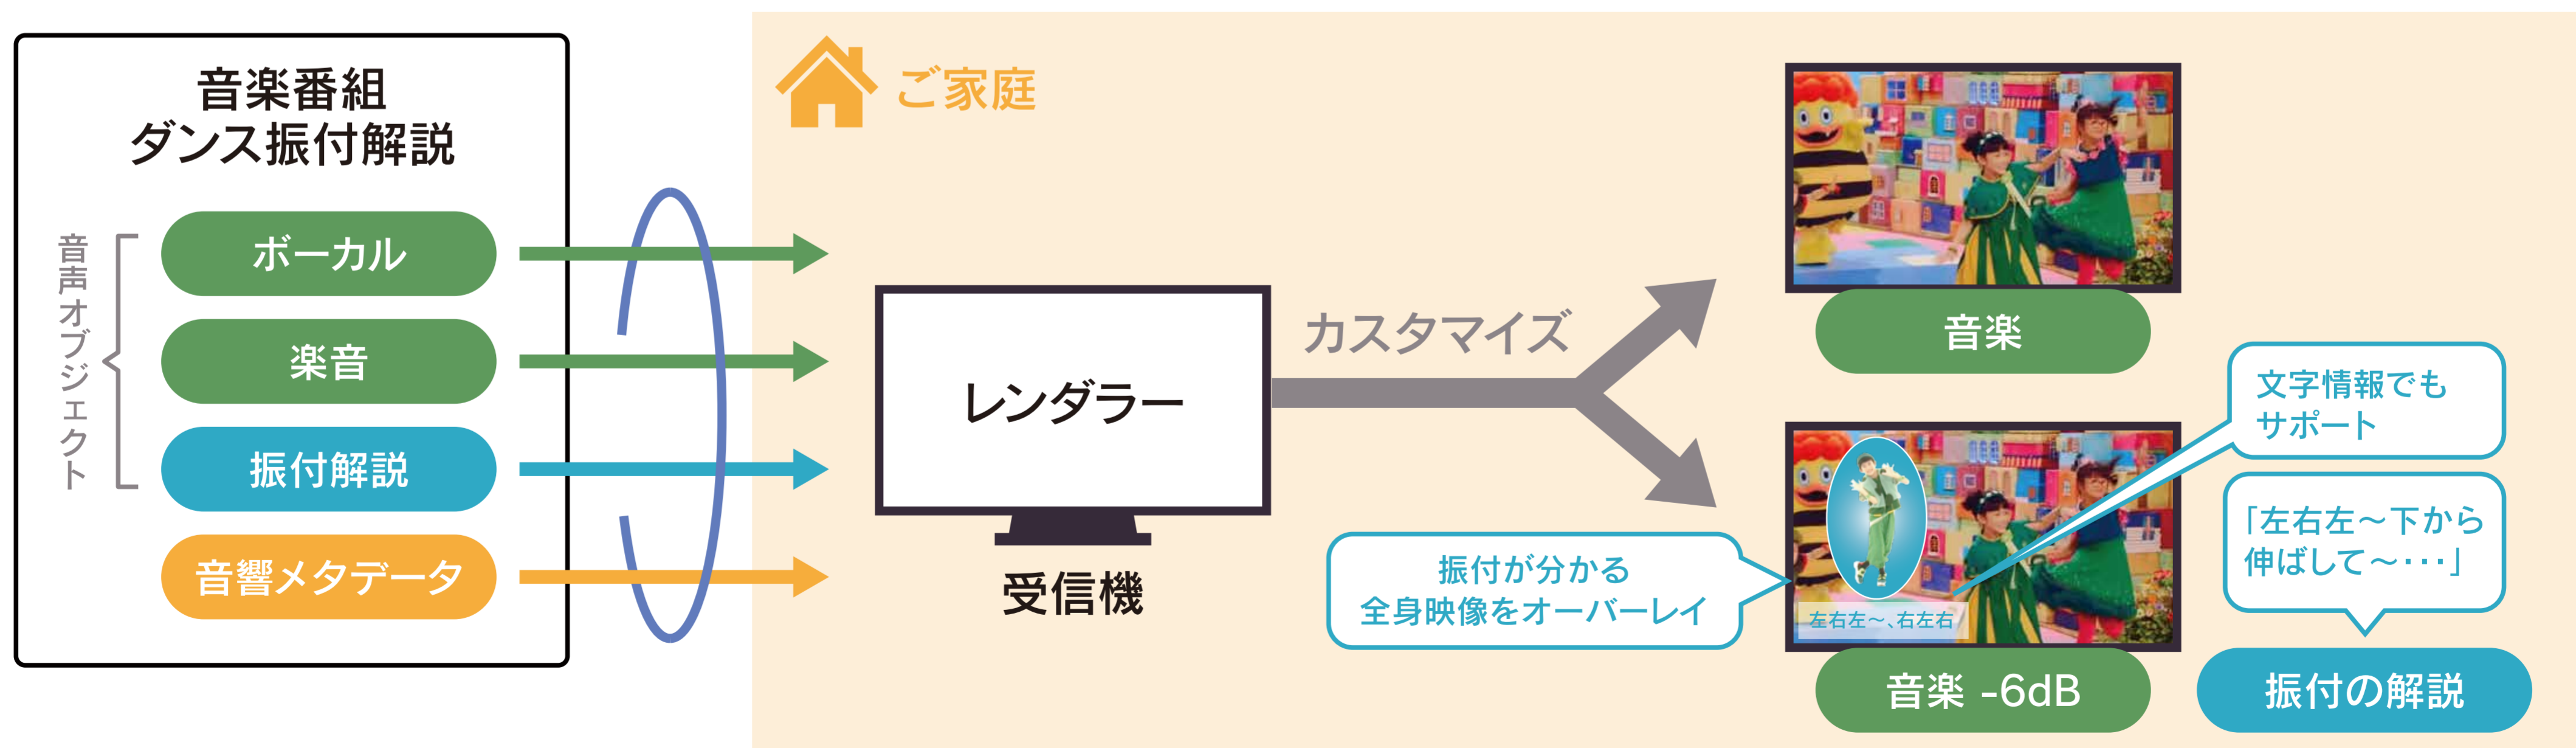 音楽番組
ダンス振付解説
音声オブジェクト
ボーカル
楽音
振付解説
音響メタデータ
ご家庭
レンダラー
受信機
カスタマイズ
音楽
文字情報でも
サポート
「左右左～下から
伸ばして～･･･」
振付が分かる
全身映像をオーバーレイ
左右左～、右左右
音楽 -6dB
振付の解説